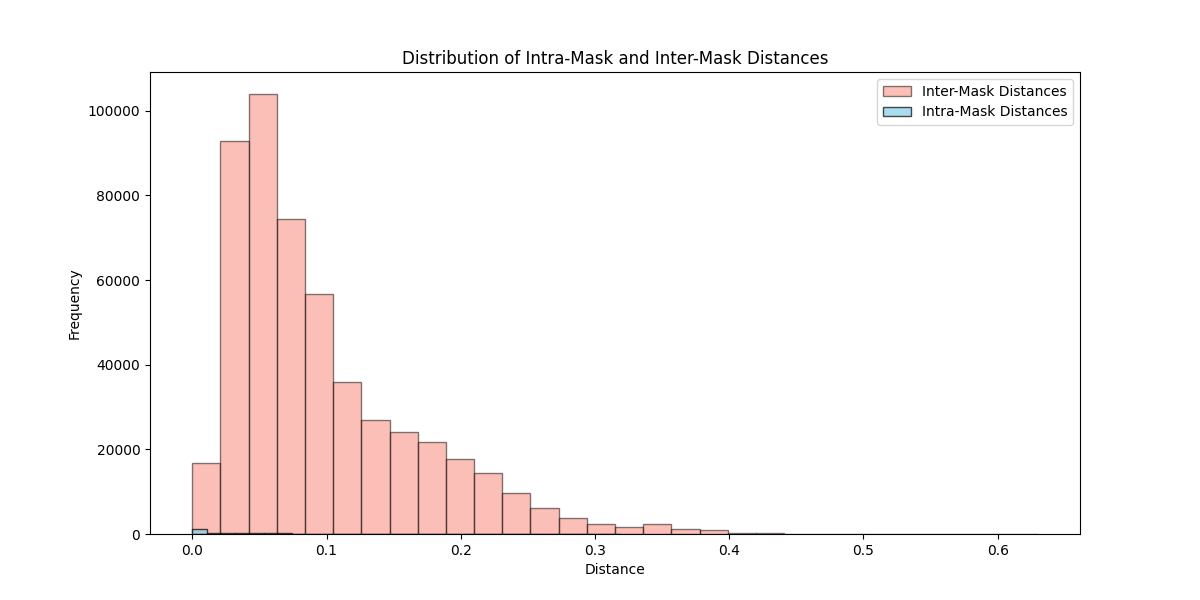 Distribution of Intra-Mask and Inter-Mask Distances
Inter-Mask Distances
Intra-Mask Distances
100000
80000
60000
40000
20000
0
Frequency
0.0 0.1 0.2 0.3 0.4 0.5 0.6
Distance